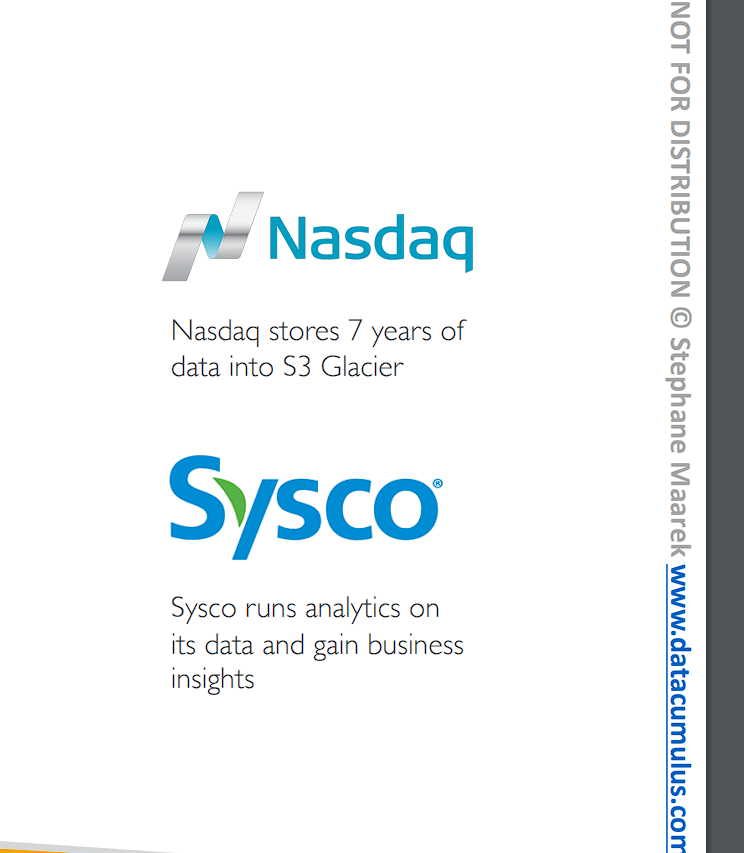 Nasdaq
Nasdaq stores 7 years of
data into S3 Glacier
Sysco®
Sysco runs analytics on
its data and gain business
insights
NOT FOR DISTRIBUTION © Stephane Maarek www.datacumulus.com